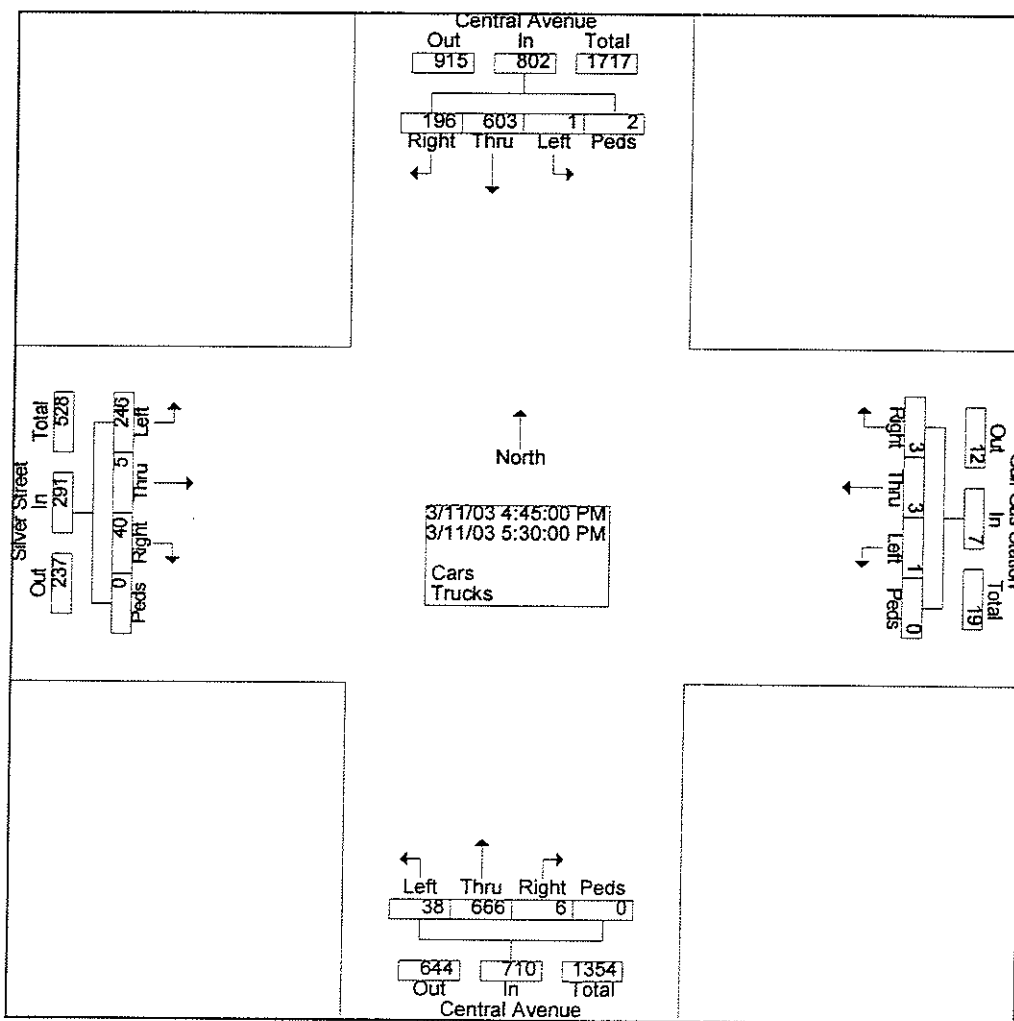 Central Avenue
Out In Total
915 802 1717
196 603 1 2
Right Thru Left Peds
Silver Street
Total In Out
528 291 237
246 5 40 0
Left Thru Right Peds
North
3/11/03 4:45:00 PM
3/11/03 5:30:00 PM
Cars
Trucks
Right Thru Left Peds
3 3 1 0
12 7 19
Out In Total
Left Thru Right Peds
38 666 6 0
644 710 1354
Out In Total
Central Avenue